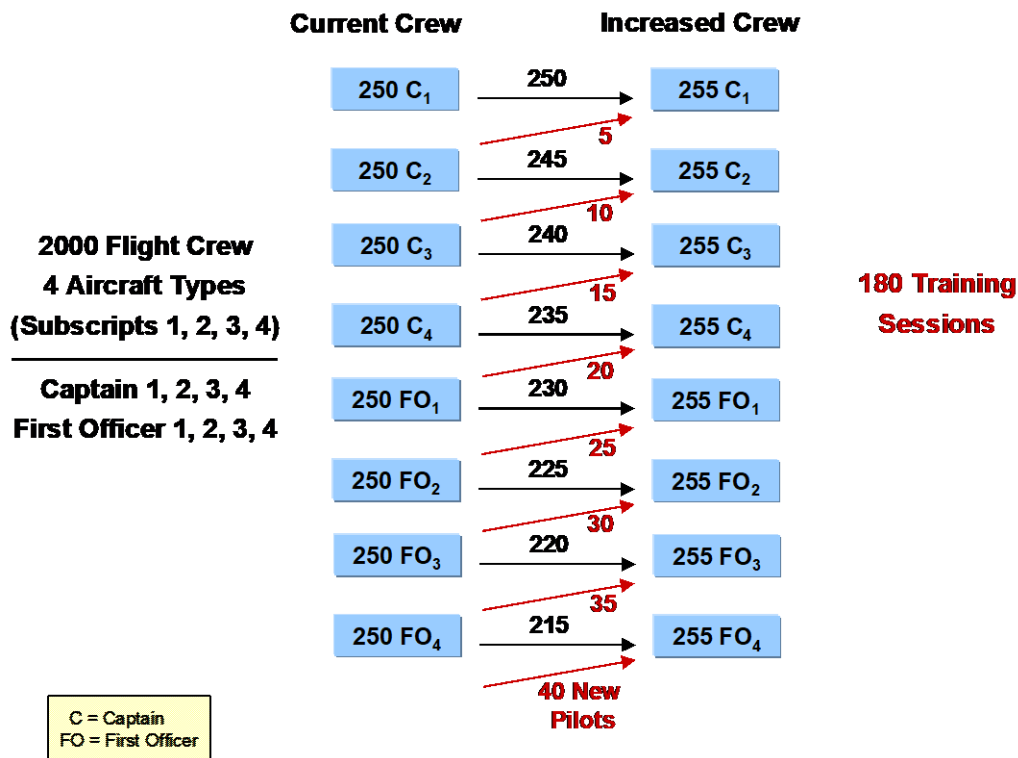 Current Crew Increased Crew
250 C₁ 250 255 C₁
5
250 C₂ 245 255 C₂
10
250 C₃ 240 255 C₃
15
250 C₄ 235 255 C₄
20
250 FO₁ 230 255 FO₁
25
250 FO₂ 225 255 FO₂
30
250 FO₃ 220 255 FO₃
35
250 FO₄ 215 255 FO₄
40 New
Pilots
2000 Flight Crew
4 Aircraft Types
(Subscripts 1, 2, 3, 4)
Captain 1, 2, 3, 4
First Officer 1, 2, 3, 4
180 Training
Sessions
C = Captain
FO = First Officer